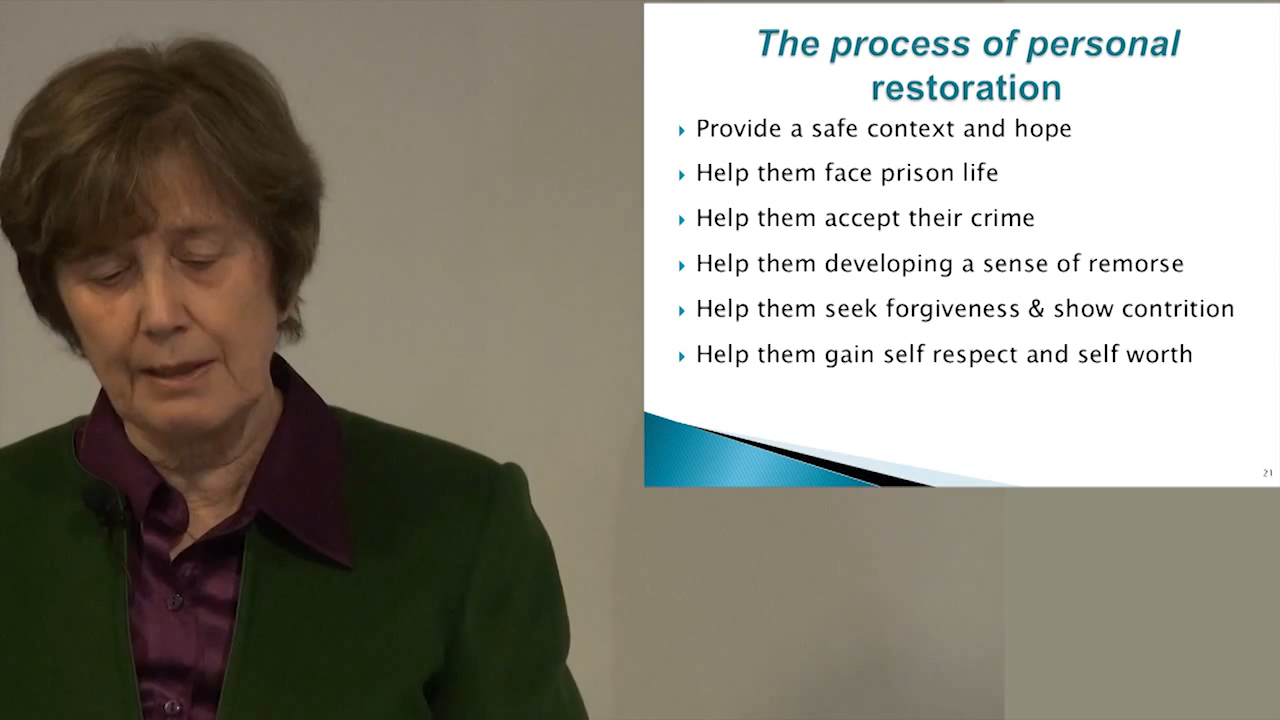 The process of personal
restoration
Provide a safe context and hope
Help them face prison life
Help them accept their crime
Help them developing a sense of remorse
Help them seek forgiveness & show contrition
Help them gain self respect and self worth
21